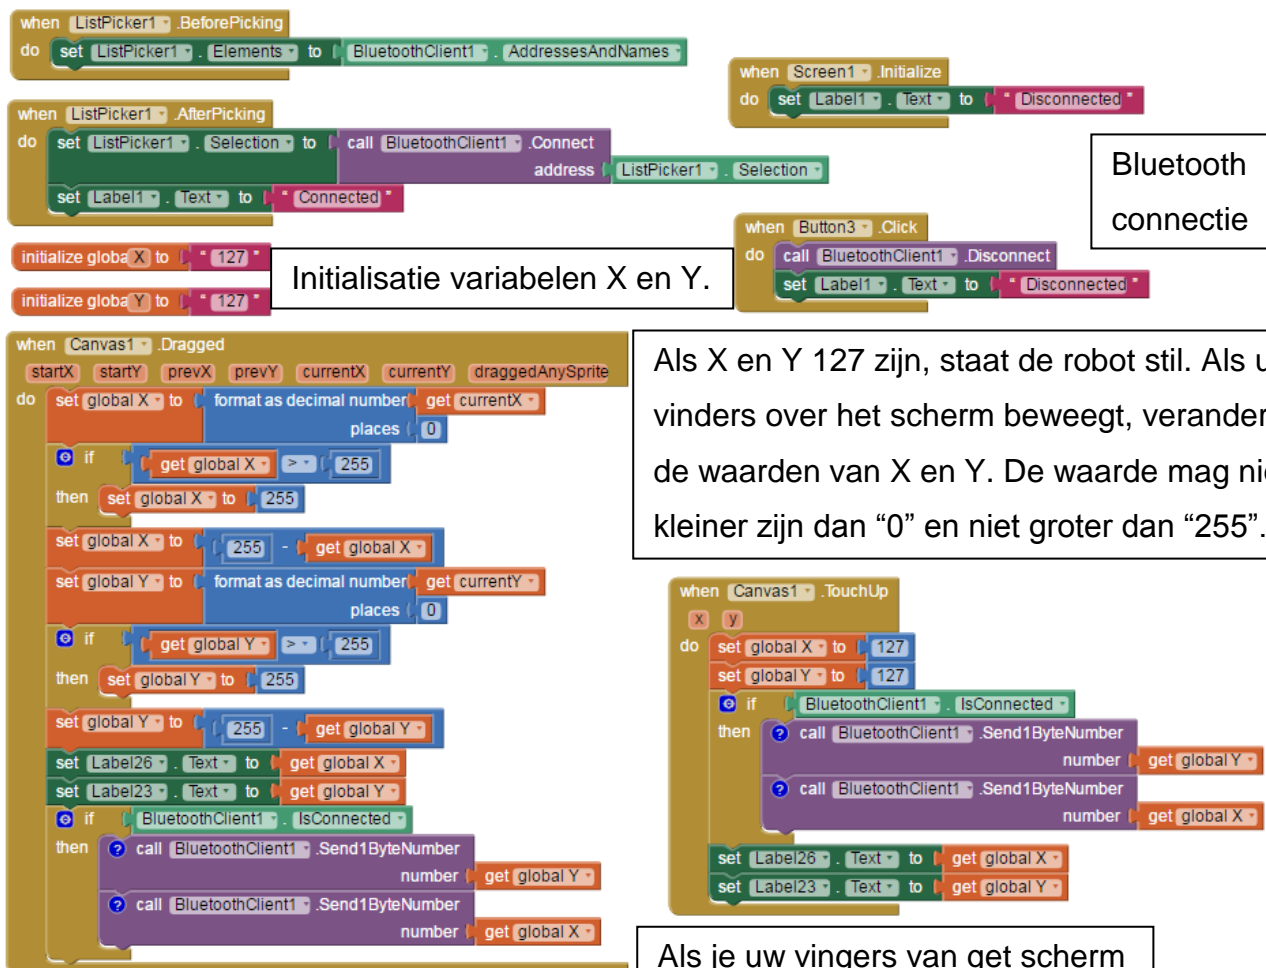 when ListPicker1 .BeforePicking
do set ListPicker1 . Elements to BluetoothClient1 . AddressesAndNames
when Screen1 .Initialize
do set Label1 . Text to " Disconnected "
when ListPicker1 .AfterPicking
do set ListPicker1 . Selection to call BluetoothClient1 .Connect
address ListPicker1 . Selection
set Label1 . Text to " Connected "
Bluetooth
connectie
when Button3 .Click
do call BluetoothClient1 .Disconnect
set Label1 . Text to " Disconnected "
initialize globa X to " 127 "
initialize globa Y to " 127 "
Initialisatie variabelen X en Y.
when Canvas1 .Dragged
startX startY prevX prevY currentX currentY draggedAnySprite
do set global X to format as decimal number get currentX
places 0
if get global X > 255
then set global X to 255
set global X to 255 - get global X
set global Y to format as decimal number get currentY
places 0
if get global Y > 255
then set global Y to 255
set global Y to 255 - get global Y
set Label26 . Text to get global X
set Label23 . Text to get global Y
if BluetoothClient1 . IsConnected
then ? call BluetoothClient1 .Send1ByteNumber
number get global Y
? call BluetoothClient1 .Send1ByteNumber
number get global X
Als X en Y 127 zijn, staat de robot stil. Als u
vinders over het scherm beweegt, verander
de waarden van X en Y. De waarde mag nie
kleiner zijn dan “0” en niet groter dan “255”.
when Canvas1 .TouchUp
x y
do set global X to 127
set global Y to 127
if BluetoothClient1 . IsConnected
then ? call BluetoothClient1 .Send1ByteNumber
number get global Y
? call BluetoothClient1 .Send1ByteNumber
number get global X
set Label26 . Text to get global X
set Label23 . Text to get global Y
Als je uw vingers van get scherm